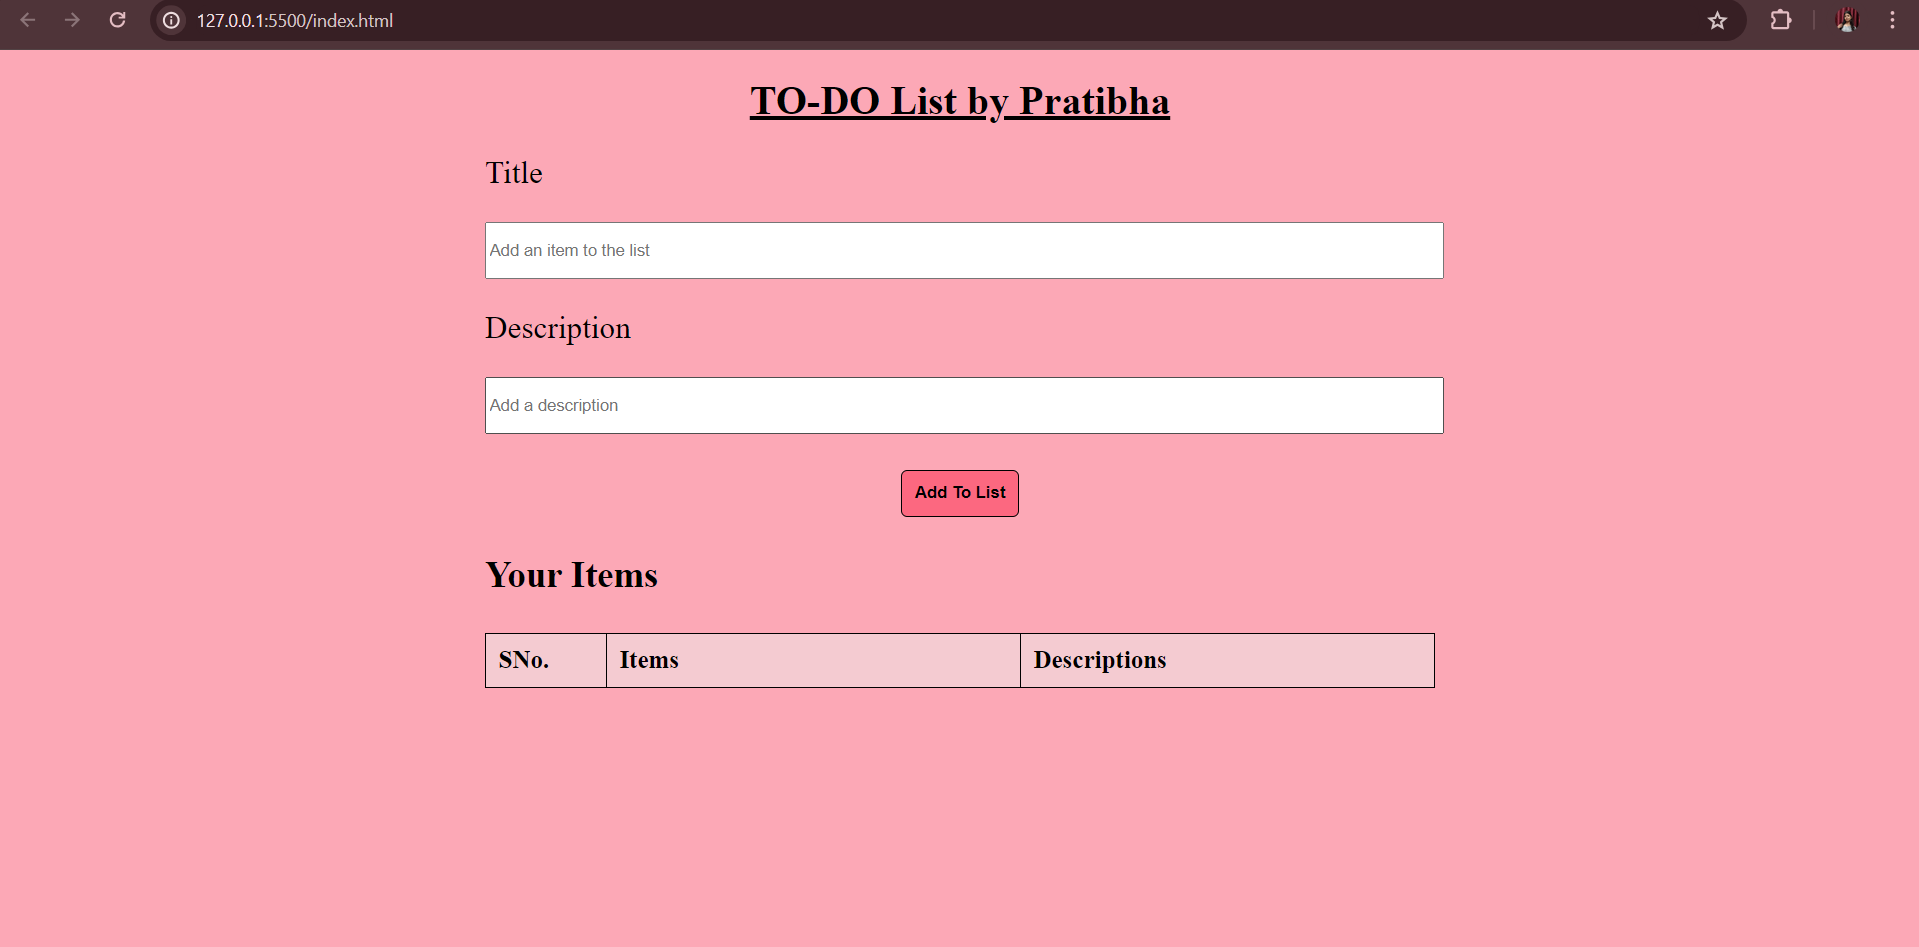 127.0.0.1:5500/index.html
TO-DO List by Pratibha
Title
Add an item to the list
Description
Add a description
Add To List
Your Items
SNo. Items Descriptions